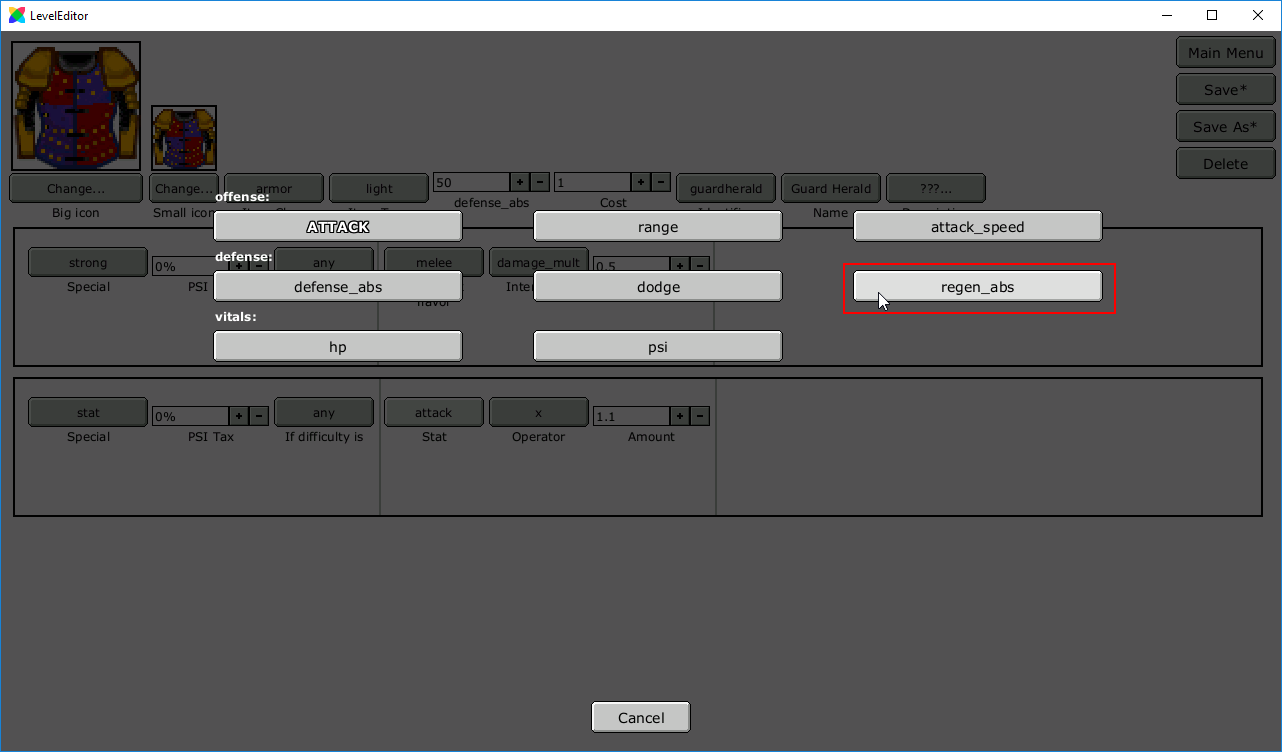 LevelEditor
Main Menu
Save*
Save As*
Delete
Change...
Change...
armor
light
50
+
−
1
+
−
guardherald
Guard Herald
???...
Big icon
Small icon
defense_abs
Cost
Name
offense:
ATTACK
range
attack_speed
strong
0%
any
melee
damage_mult
0.5
+
−
Special
PSI
defense:
defense_abs
dodge
regen_abs
vitals:
hp
psi
stat
0%
+
−
any
attack
x
1.1
+
−
Special
PSI Tax
If difficulty is
Stat
Operator
Amount
Cancel